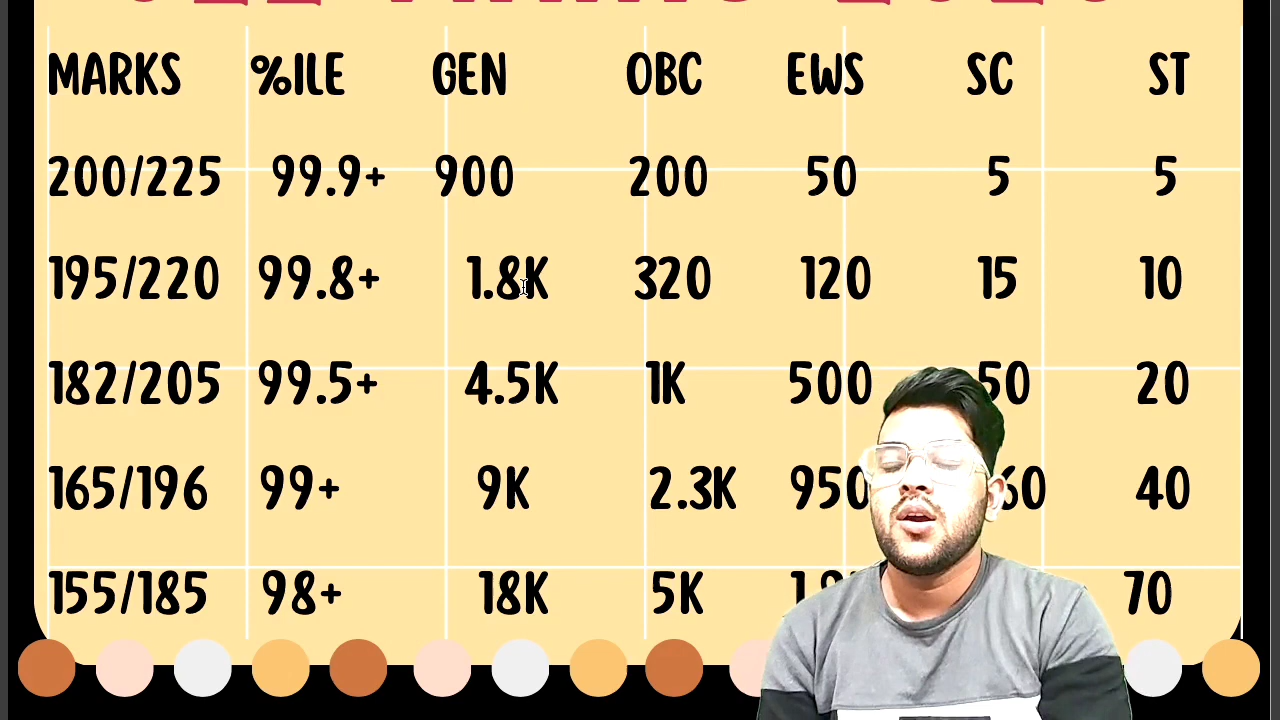 MARKS %ILE GEN OBC EWS SC ST
200/225 99.9+ 900 200 50 5 5
195/220 99.8+ 1.8K 320 120 15 10
182/205 99.5+ 4.5K 1K 500 50 20
165/196 99+ 9K 2.3K 950 40
155/185 98+ 18K 5K 70